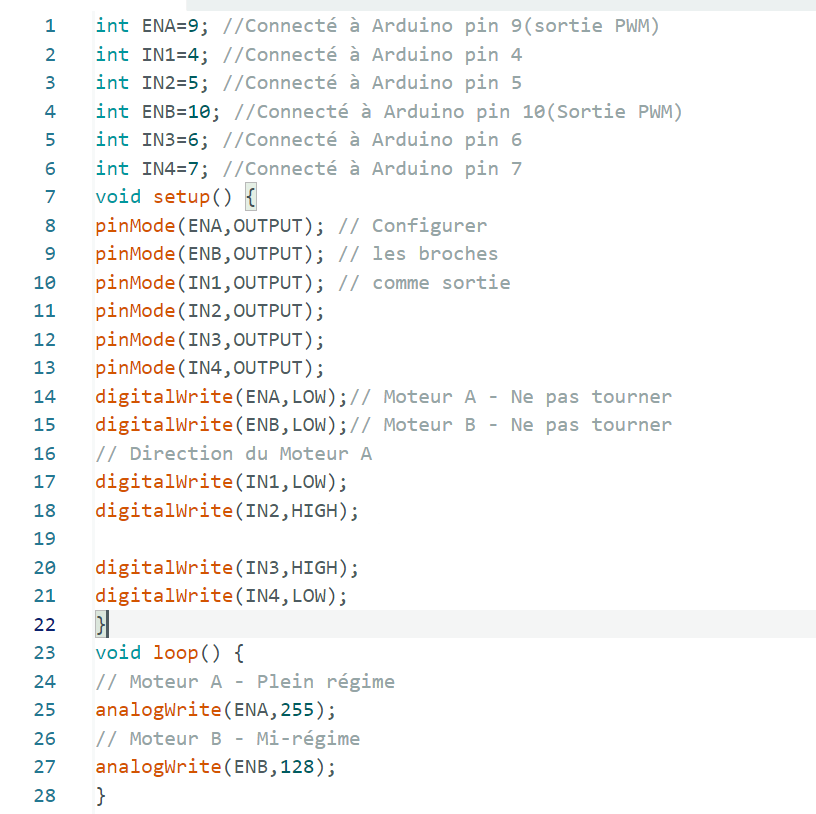 1 int ENA=9; //Connecté à Arduino pin 9(sortie PWM)
2 int IN1=4; //Connecté à Arduino pin 4
3 int IN2=5; //Connecté à Arduino pin 5
4 int ENB=10; //Connecté à Arduino pin 10(Sortie PWM)
5 int IN3=6; //Connecté à Arduino pin 6
6 int IN4=7; //Connecté à Arduino pin 7
7 void setup() {
8 pinMode(ENA,OUTPUT); // Configurer
9 pinMode(ENB,OUTPUT); // les broches
10 pinMode(IN1,OUTPUT); // comme sortie
11 pinMode(IN2,OUTPUT);
12 pinMode(IN3,OUTPUT);
13 pinMode(IN4,OUTPUT);
14 digitalWrite(ENA,LOW);// Moteur A - Ne pas tourner
15 digitalWrite(ENB,LOW);// Moteur B - Ne pas tourner
16 // Direction du Moteur A
17 digitalWrite(IN1,LOW);
18 digitalWrite(IN2,HIGH);
19
20 digitalWrite(IN3,HIGH);
21 digitalWrite(IN4,LOW);
22 }
23 void loop() {
24 // Moteur A - Plein régime
25 analogWrite(ENA,255);
26 // Moteur B - Mi-régime
27 analogWrite(ENB,128);
28 }